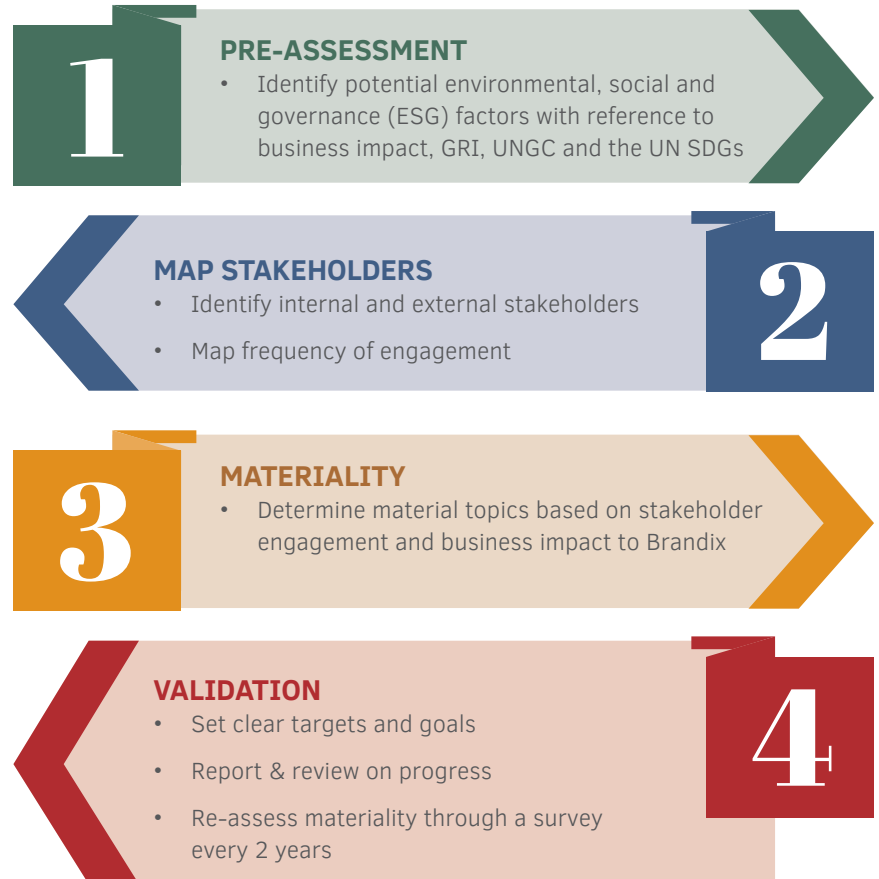 1
PRE-ASSESSMENT
• Identify potential environmental, social and
governance (ESG) factors with reference to
business impact, GRI, UNGC and the UN SDGs
MAP STAKEHOLDERS
• Identify internal and external stakeholders
• Map frequency of engagement
2
3
MATERIALITY
• Determine material topics based on stakeholder
engagement and business impact to Brandix
VALIDATION
• Set clear targets and goals
• Report & review on progress
• Re-assess materiality through a survey
every 2 years
4